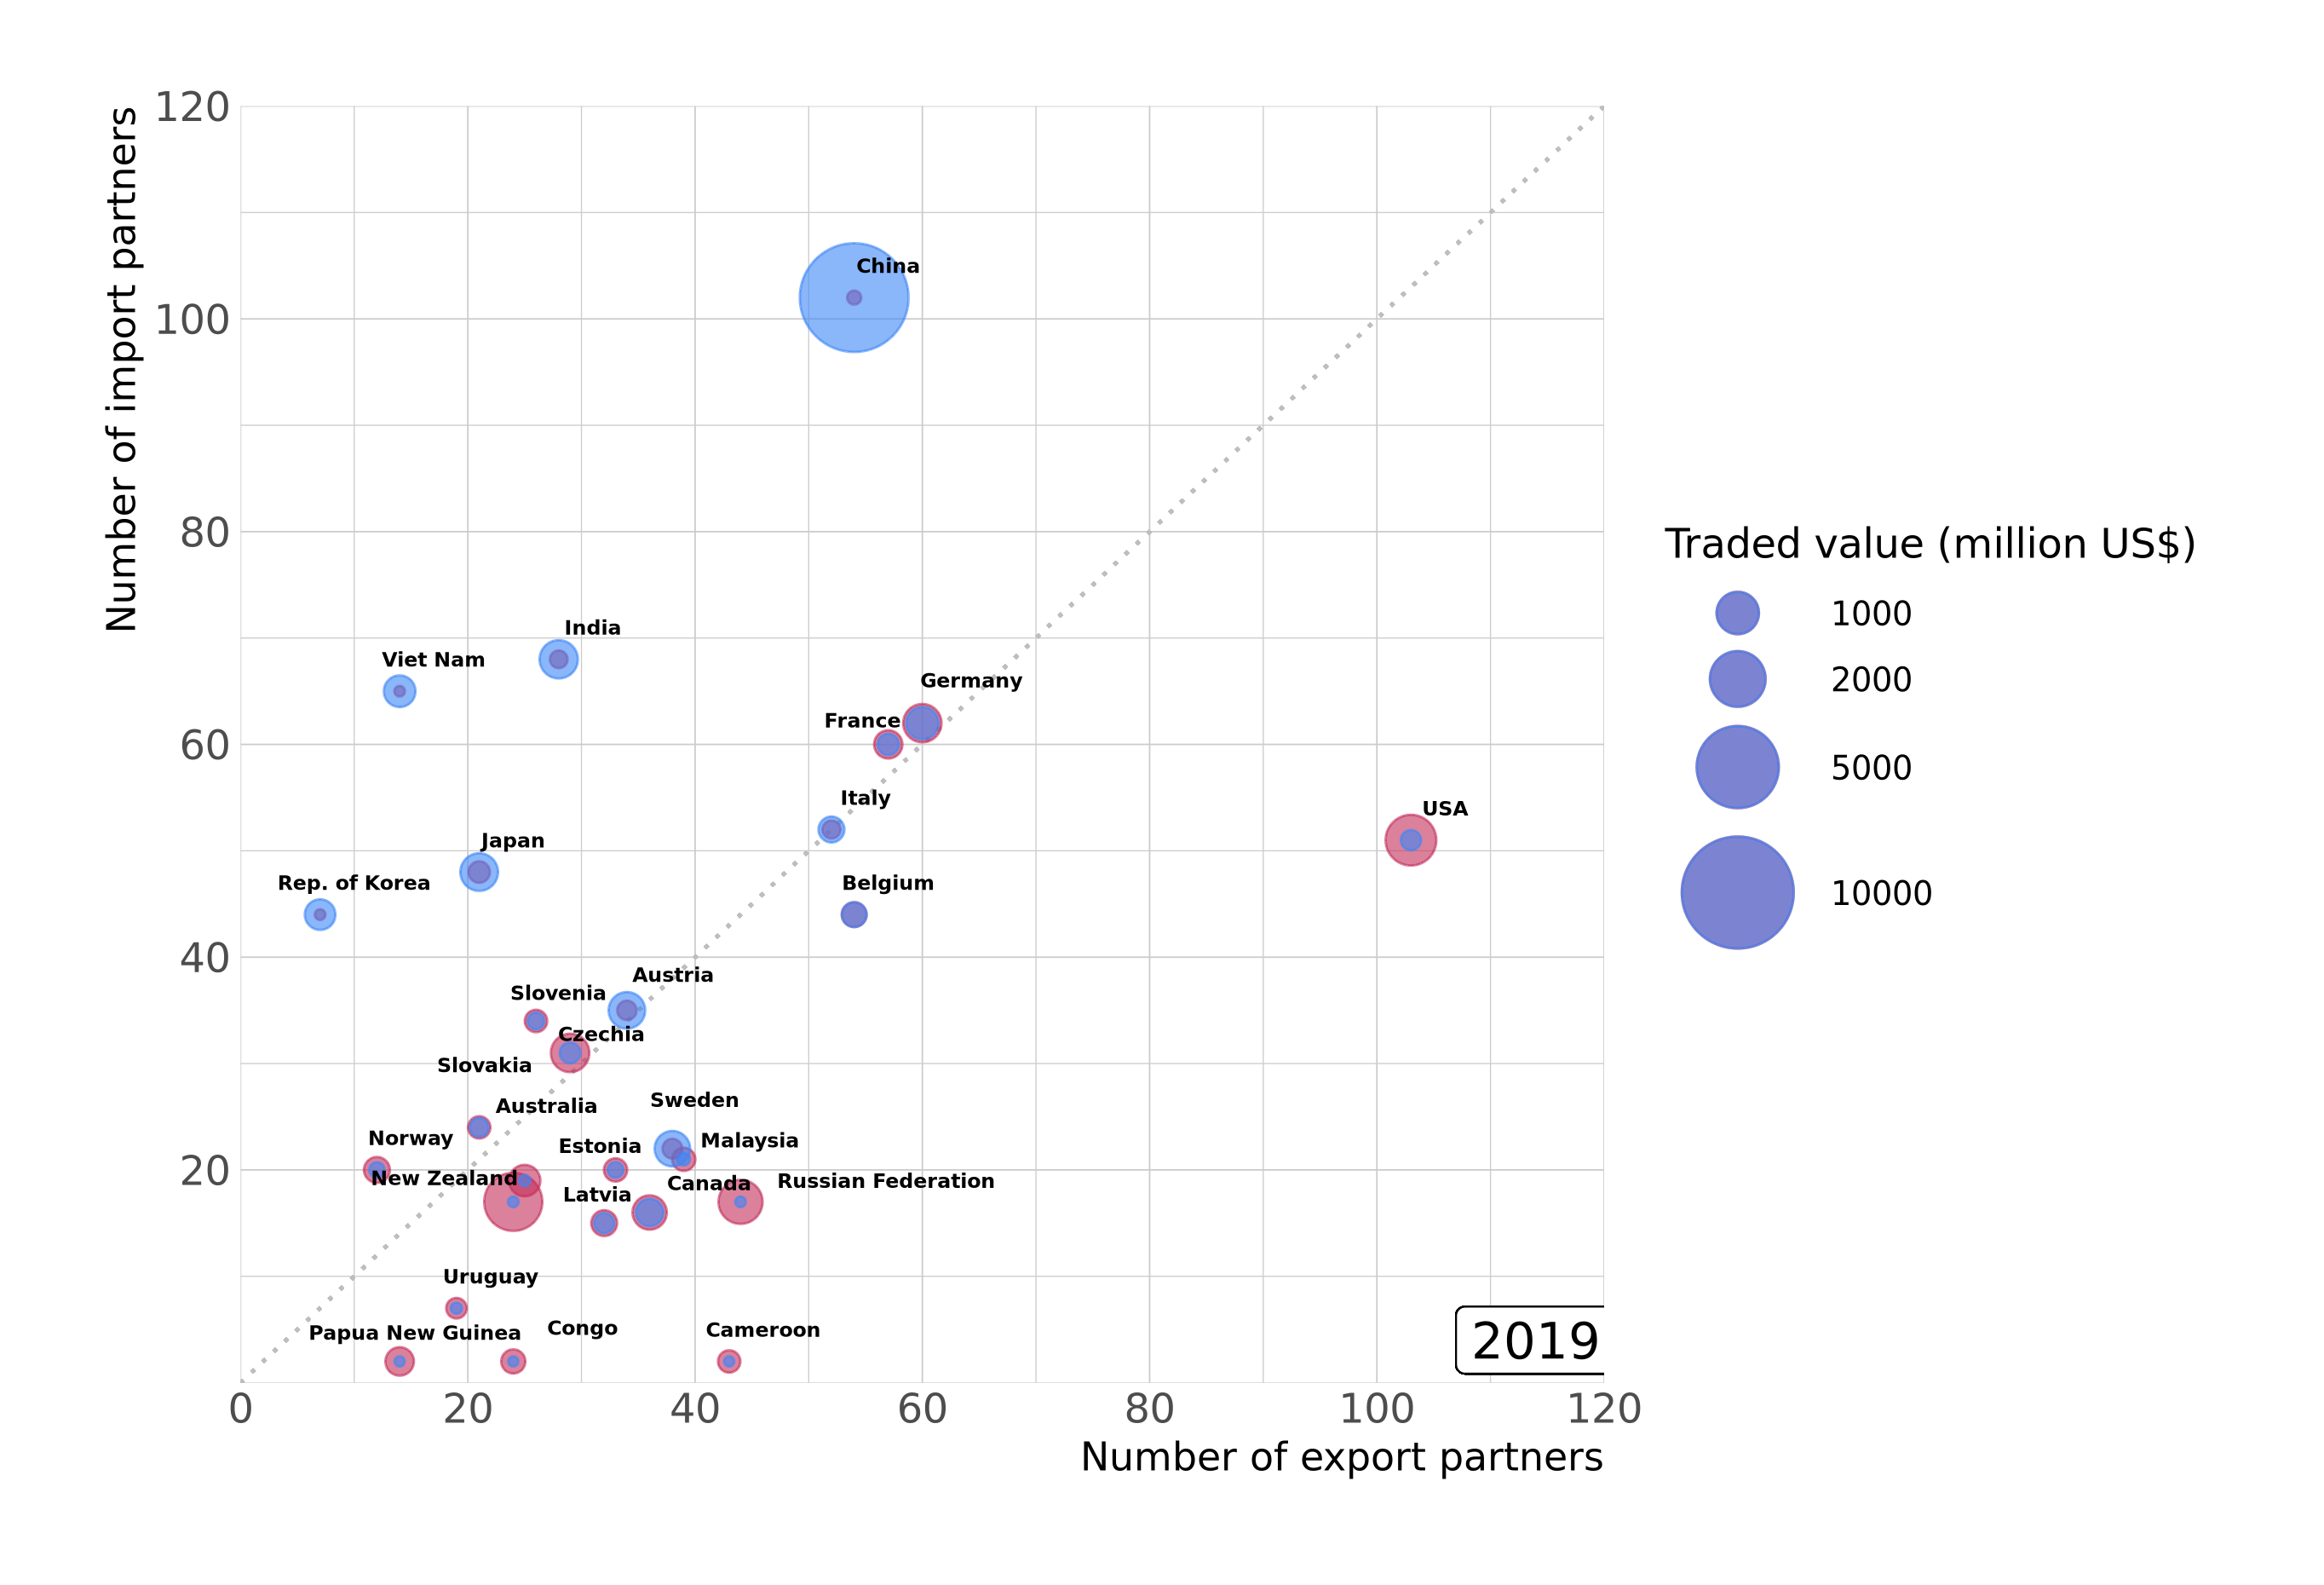 120
100
80
60
40
20
Number of import partners
China
India
Viet Nam
Germany
France
Italy
USA
Japan
Rep. of Korea
Belgium
Austria
Slovenia
Czechia
Slovakia
Sweden
Australia
Norway
Estonia
Malaysia
New Zealand
Canada
Russian Federation
Latvia
Uruguay
Papua New Guinea
Congo
Cameroon
2019
0 20 40 60 80 100 120
Number of export partners
Traded value (million US$)
1000
2000
5000
10000